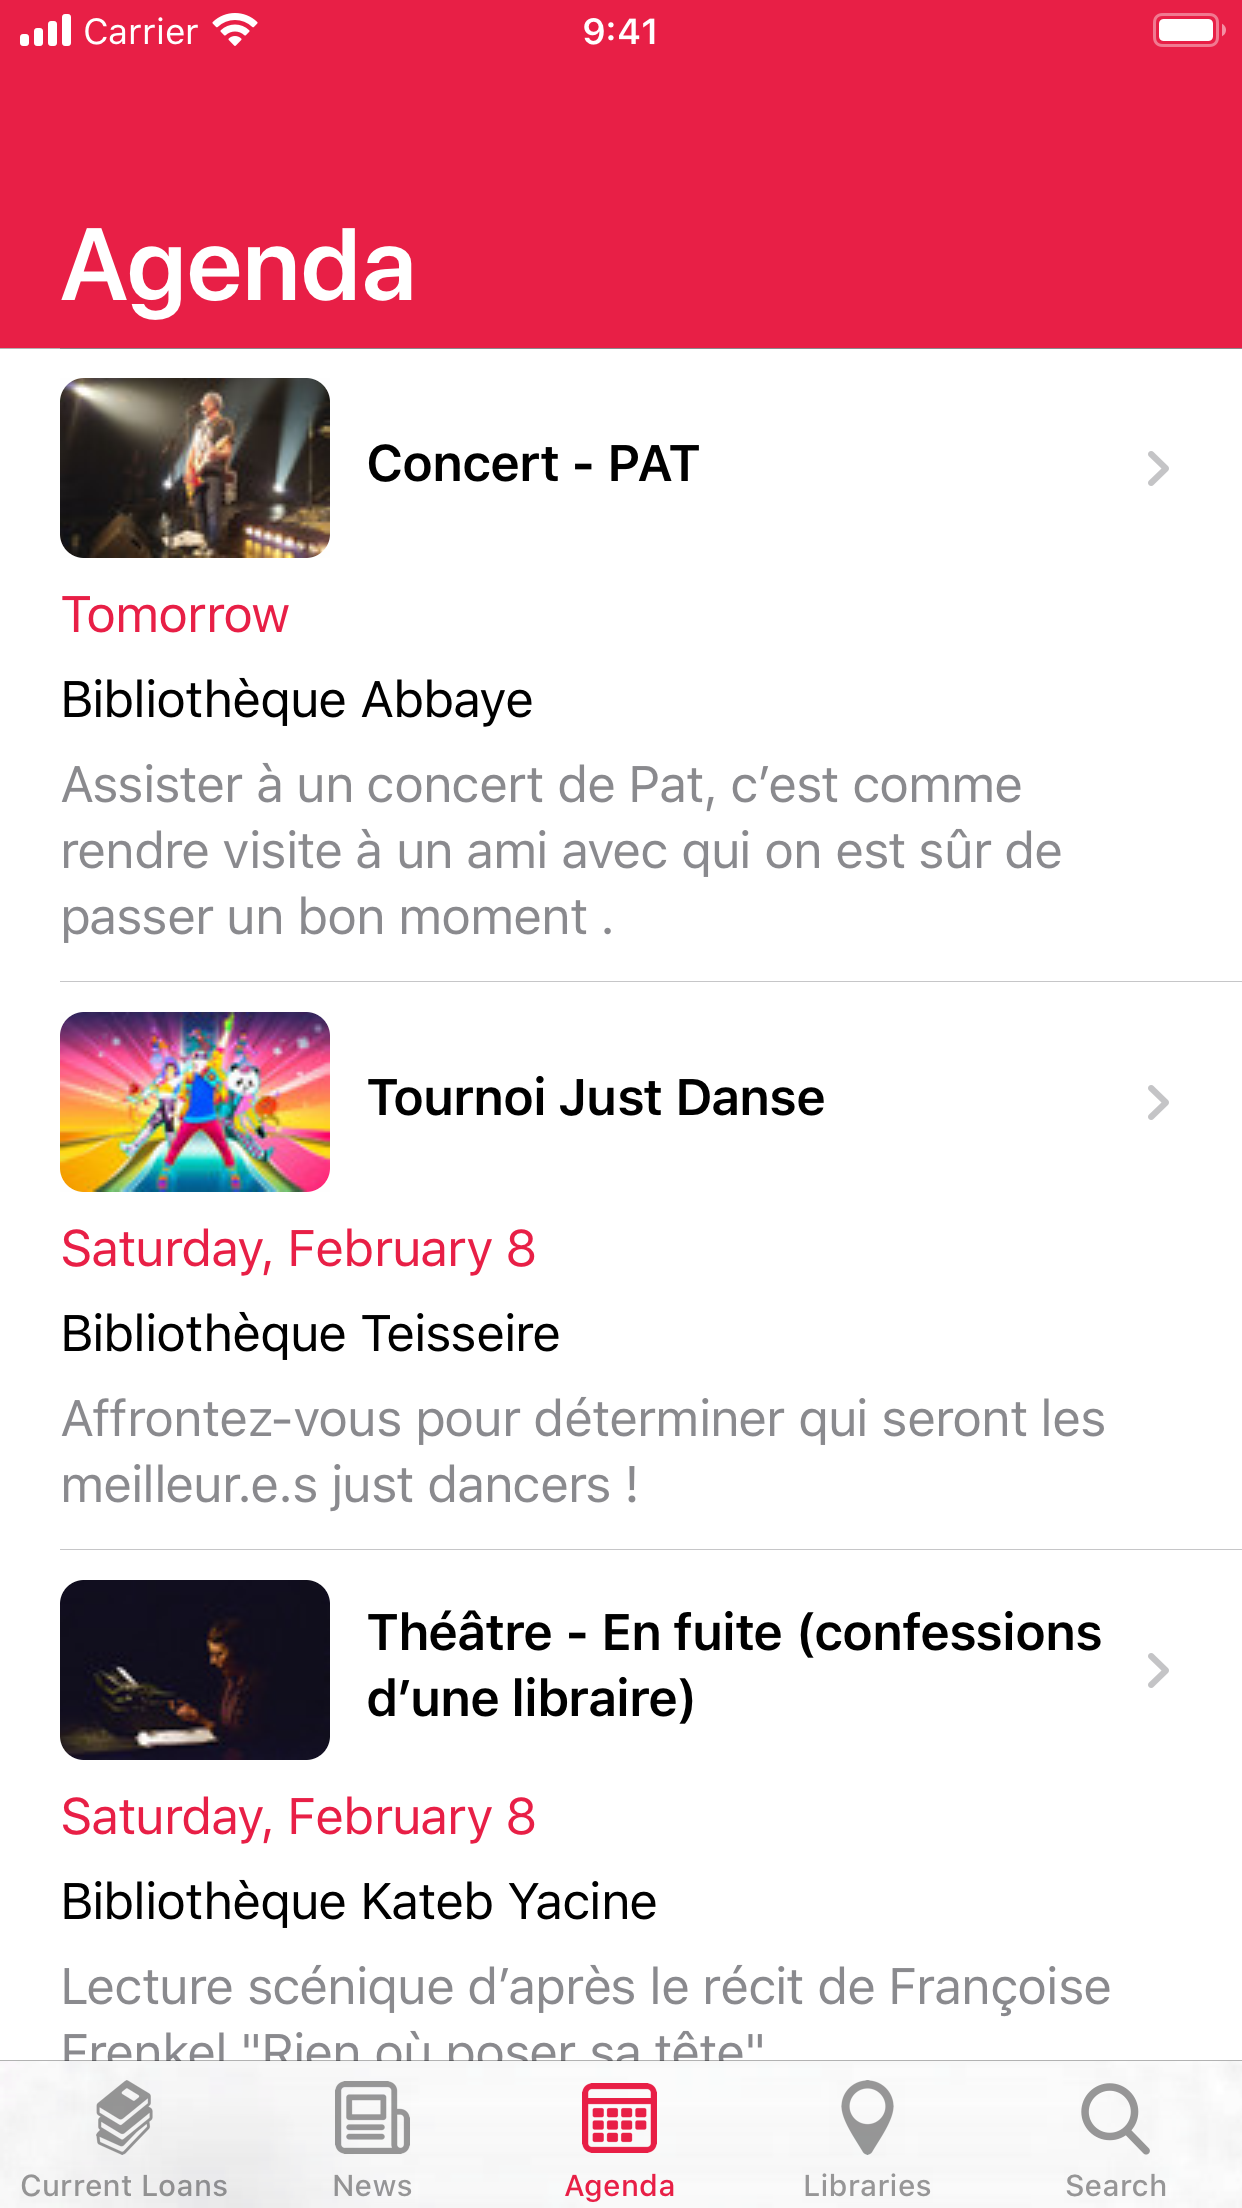 Carrier
9:41
Agenda
Concert - PAT
Tomorrow
Bibliothèque Abbaye
Assister à un concert de Pat, c’est comme
rendre visite à un ami avec qui on est sûr de
passer un bon moment .
Tournoi Just Danse
Saturday, February 8
Bibliothèque Teisseire
Affrontez-vous pour déterminer qui seront les
meilleur.e.s just dancers !
Théâtre - En fuite (confessions
d’une libraire)
Saturday, February 8
Bibliothèque Kateb Yacine
Lecture scénique d’après le récit de Françoise
Frenkel "Rien où poser sa tête"
Current Loans
News
Agenda
Libraries
Search